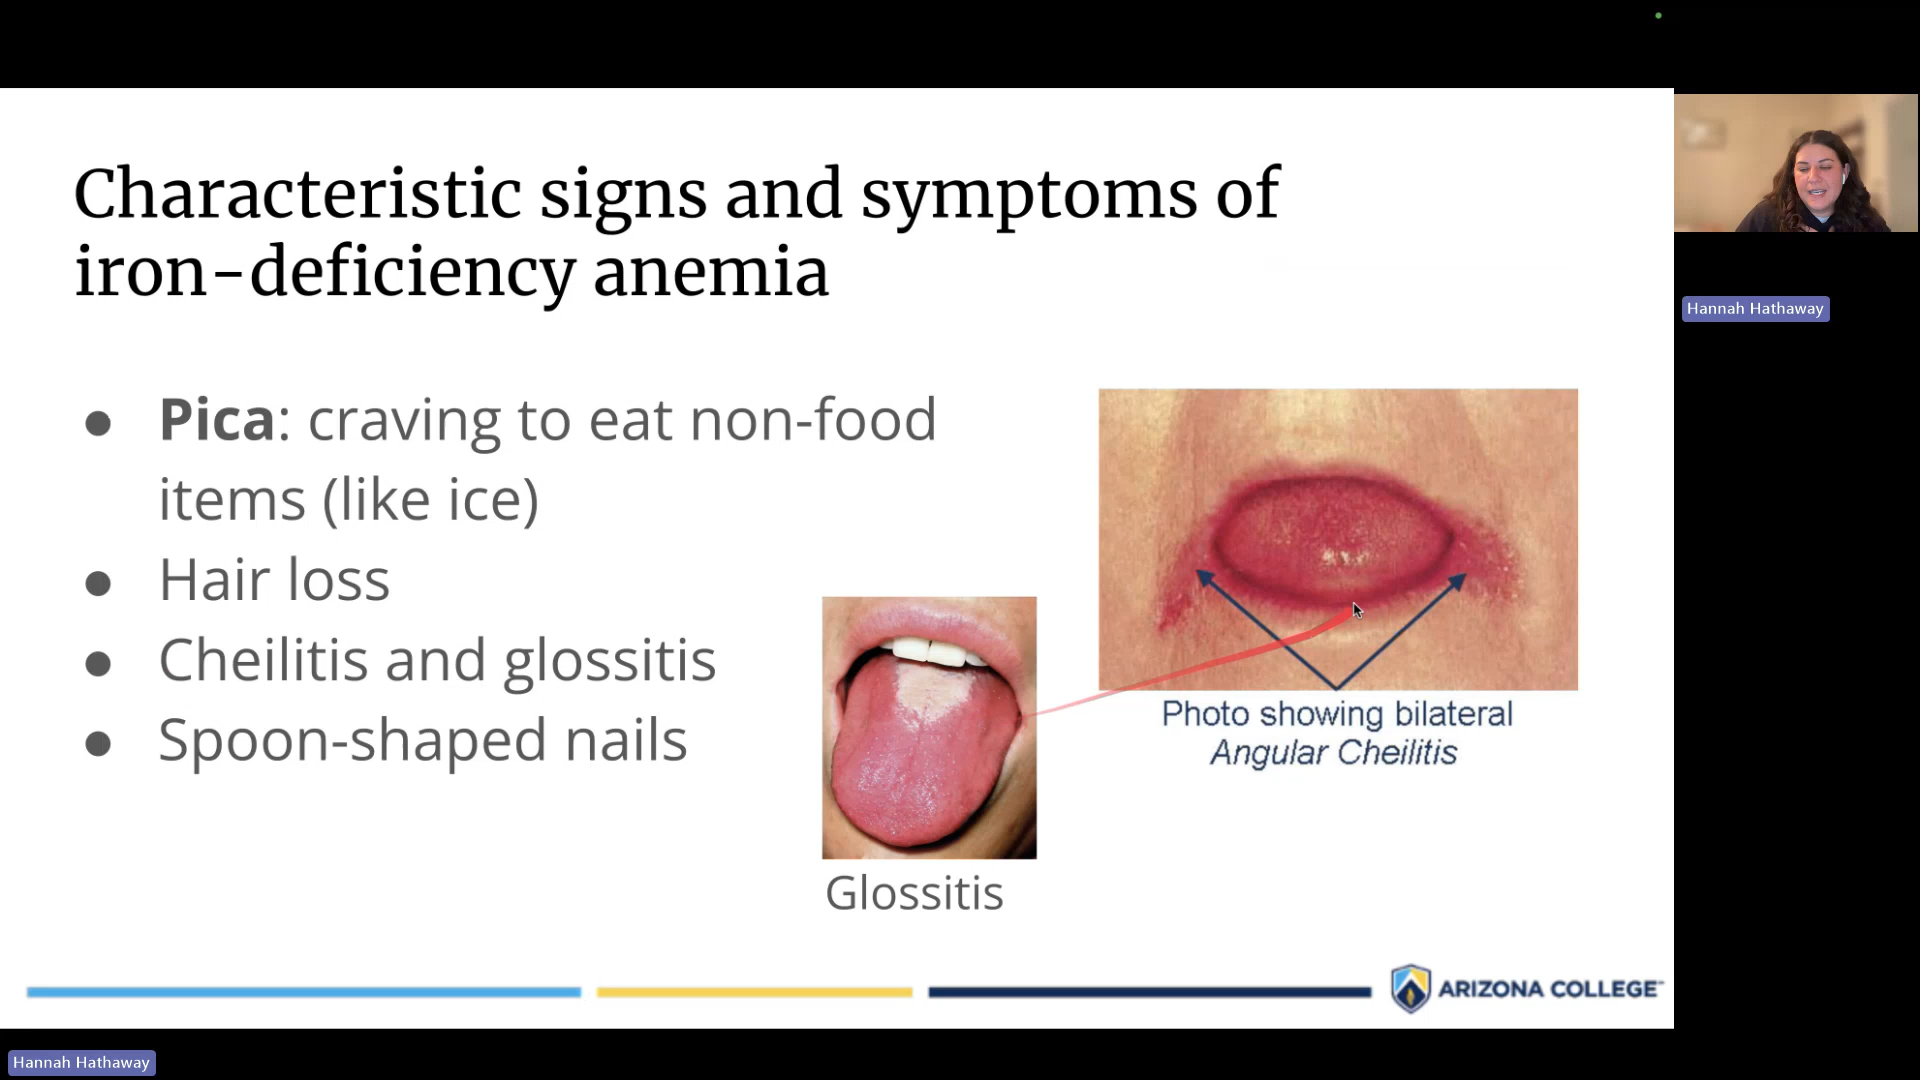 Characteristic signs and symptoms of
iron-deficiency anemia
● Pica: craving to eat non-food
items (like ice)
● Hair loss
● Cheilitis and glossitis
● Spoon-shaped nails
Glossitis
Photo showing bilateral
Angular Cheilitis
ARIZONA COLLEGE
Hannah Hathaway
Hannah Hathaway